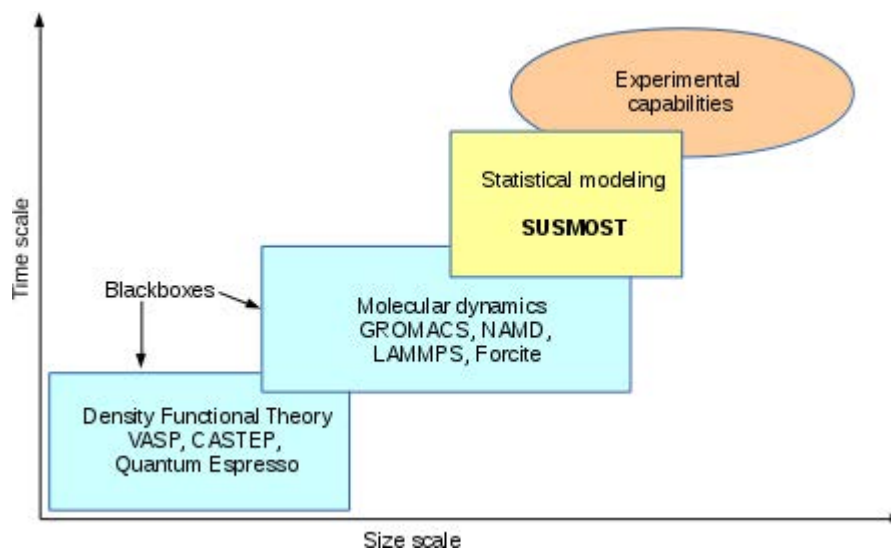 Experimental
capabilities
Statistical modeling
SUSMOST
Time scale
Blackboxes
Molecular dynamics
GROMACS, NAMD,
LAMMPS, Forcite
Density Functional Theory
VASP, CASTEP,
Quantum Espresso
Size scale